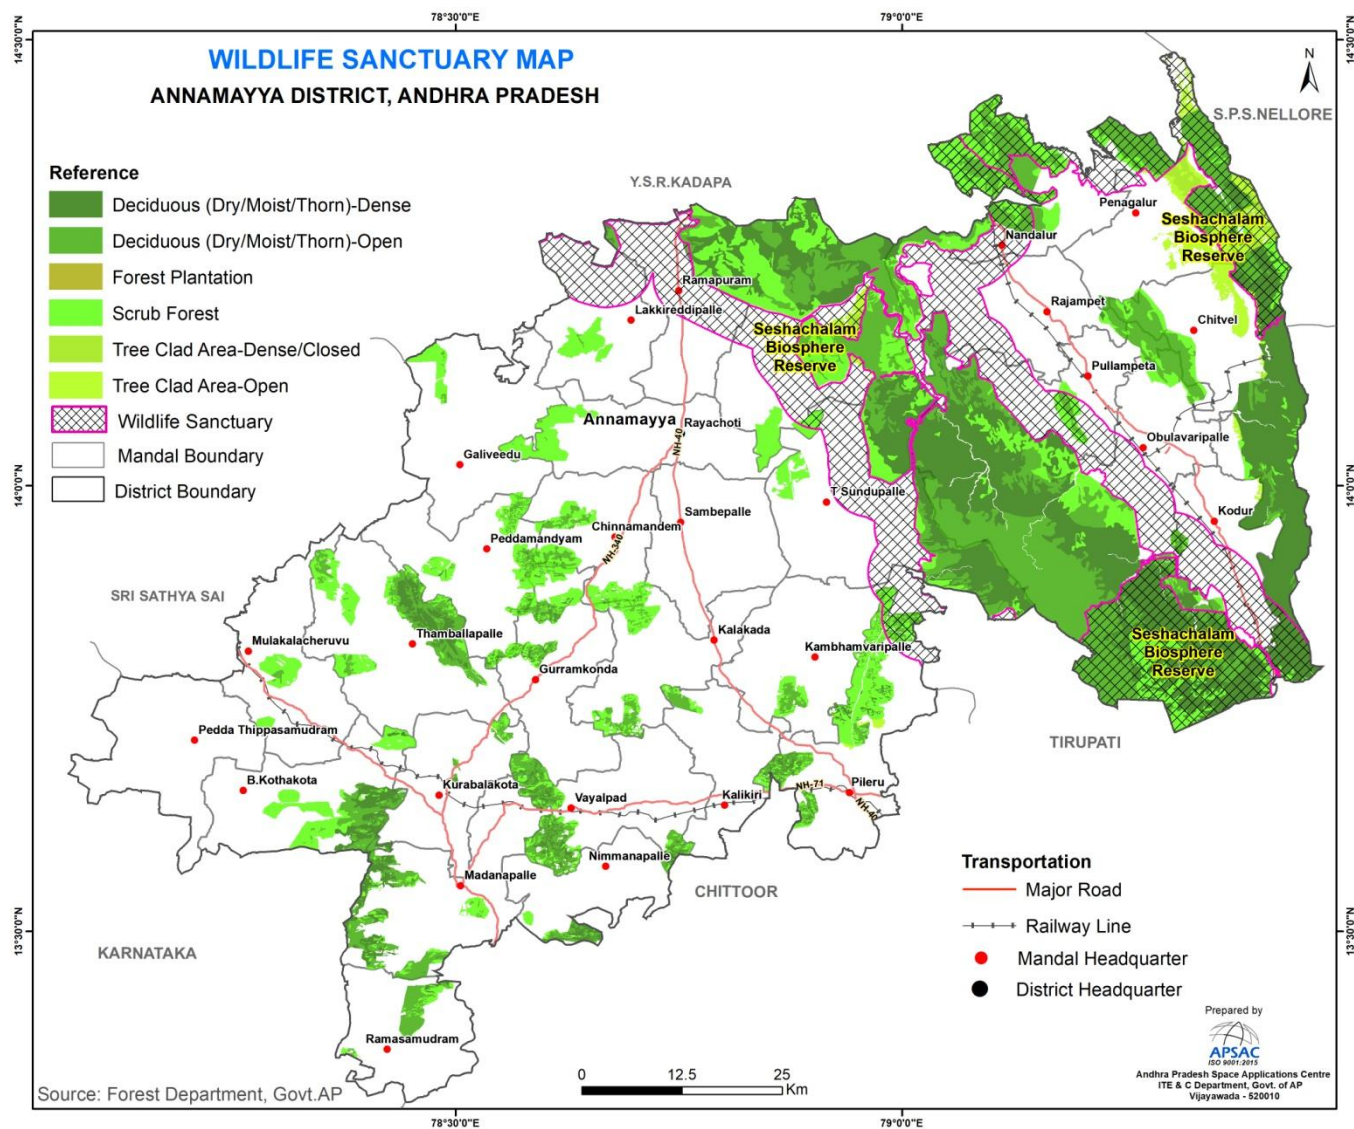 78°30'0"E
79°0'0"E
14°30'0"N
14°30'0"N
WILDLIFE SANCTUARY MAP
ANNAMAYYA DISTRICT, ANDHRA PRADESH
N
S.P.S.NELLORE
Reference
Deciduous (Dry/Moist/Thorn)-Dense
Deciduous (Dry/Moist/Thorn)-Open
Forest Plantation
Scrub Forest
Tree Clad Area-Dense/Closed
Tree Clad Area-Open
Wildlife Sanctuary
Mandal Boundary
District Boundary
Y.S.R.KADAPA
Penagalur
Seshachalam
Biosphere
Reserve
Nandalur
Ramapuram
Rajampet
Lakkireddipalle
Chitvel
Seshachalam
Biosphere
Reserve
Pullampeta
Annamayya
Rayachoti
NH-40
Obulavaripalle
Galiveedu
14°0'0"N
14°0'0"N
T Sundupalle
Sambepalle
Chinnamandem
Kodur
NH-340
Peddamandyam
SRI SATHYA SAI
Thamballapalle
Kalakada
Mulakalacheruvu
Kambhamvaripalle
Seshachalam
Biosphere
Reserve
Gurramkonda
Pedda Thippasamudram
TIRUPATI
B.Kothakota
Kurabalakota
Vayalpad
Kalikiri
NH-71
Pileru
NH-40
Nimmanapalle
Madanapalle
CHITTOOR
13°30'0"N
13°30'0"N
KARNATAKA
Transportation
Major Road
Railway Line
Mandal Headquarter
District Headquarter
Ramasamudram
Prepared by
APSAC
ISO 9001:2015
Andhra Pradesh Space Applications Centre
ITE & C Department, Govt. of AP
Vijayawada - 520010
Source: Forest Department, Govt.AP
0 12.5 25
Km
78°30'0"E
79°0'0"E